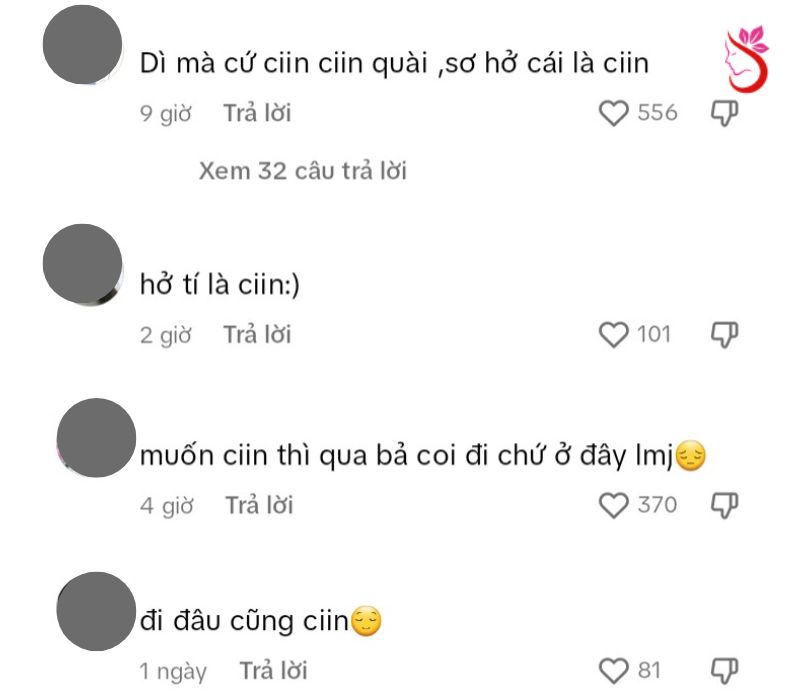 Dì mà cứ ciin ciin quài ,sơ hở cái là ciin
9 giờ Trả lời 556
Xem 32 câu trả lời
hở tí là ciin:)
2 giờ Trả lời 101
muốn ciin thì qua bả coi đi chứ ở đây lmj😔
4 giờ Trả lời 370
đi đâu cũng ciin😌
1 ngày Trả lời 81